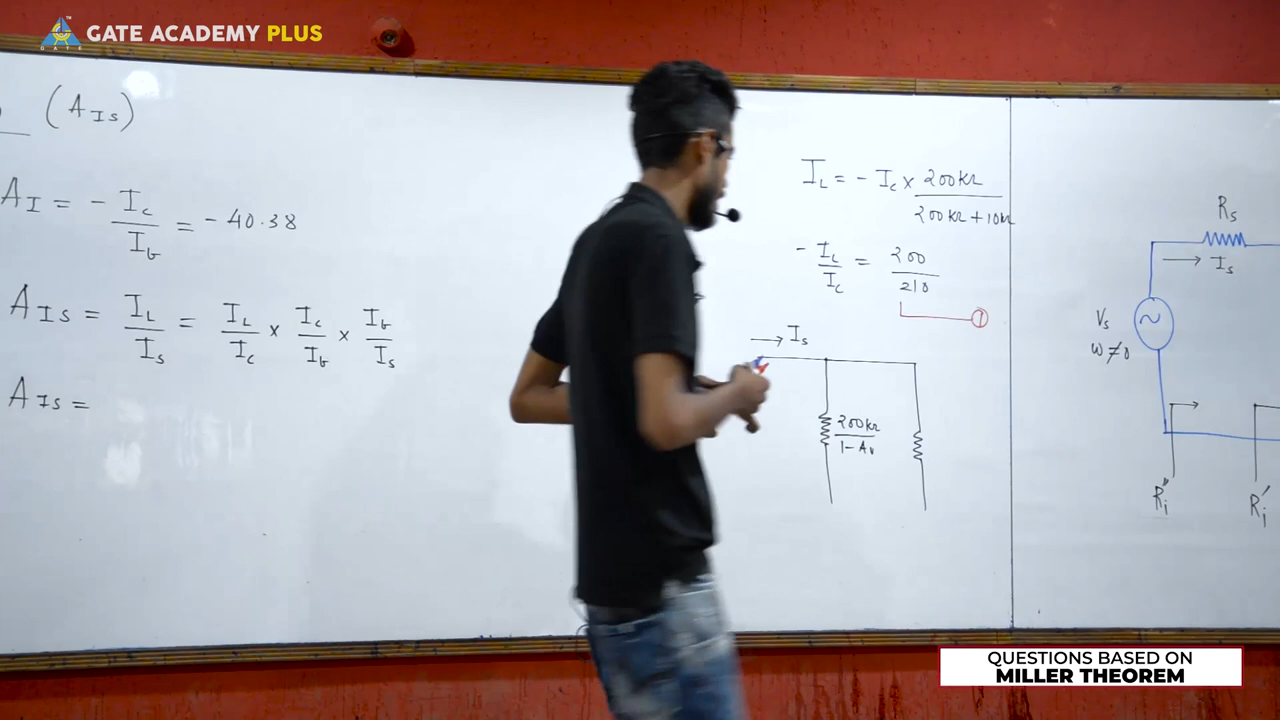 GATE ACADEMY PLUS
GATE
(A_Is)
A_I = - I_c / I_b = - 40.38
A_Is = I_L / I_s = I_L / I_c × I_c / I_b × I_b / I_s
A_Is =
I_L = - I_c × 200kΩ / 200kΩ + 10kΩ
- I_L / I_c = 200 / 210
①
→ I_s
200kΩ / 1 - A_v
R_s
→ I_s
V_s
ω ≠ 0
R_i''
R_i'
QUESTIONS BASED ON
MILLER THEOREM